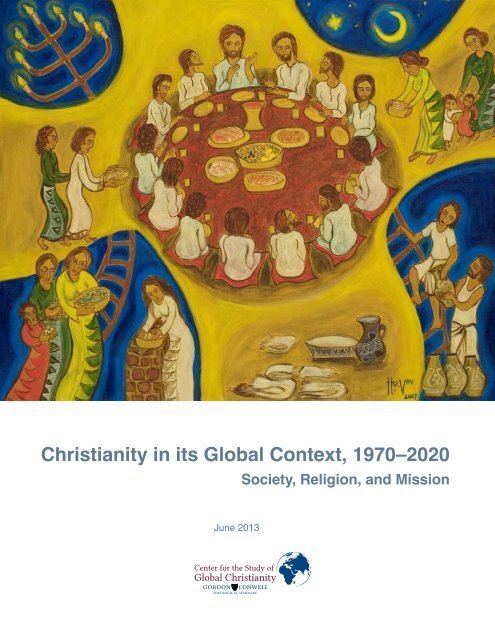 2007
Christianity in its Global Context, 1970–2020
Society, Religion, and Mission
June 2013
Center for the Study of
Global Christianity
GORDON CONWELL
THEOLOGICAL SEMINARY